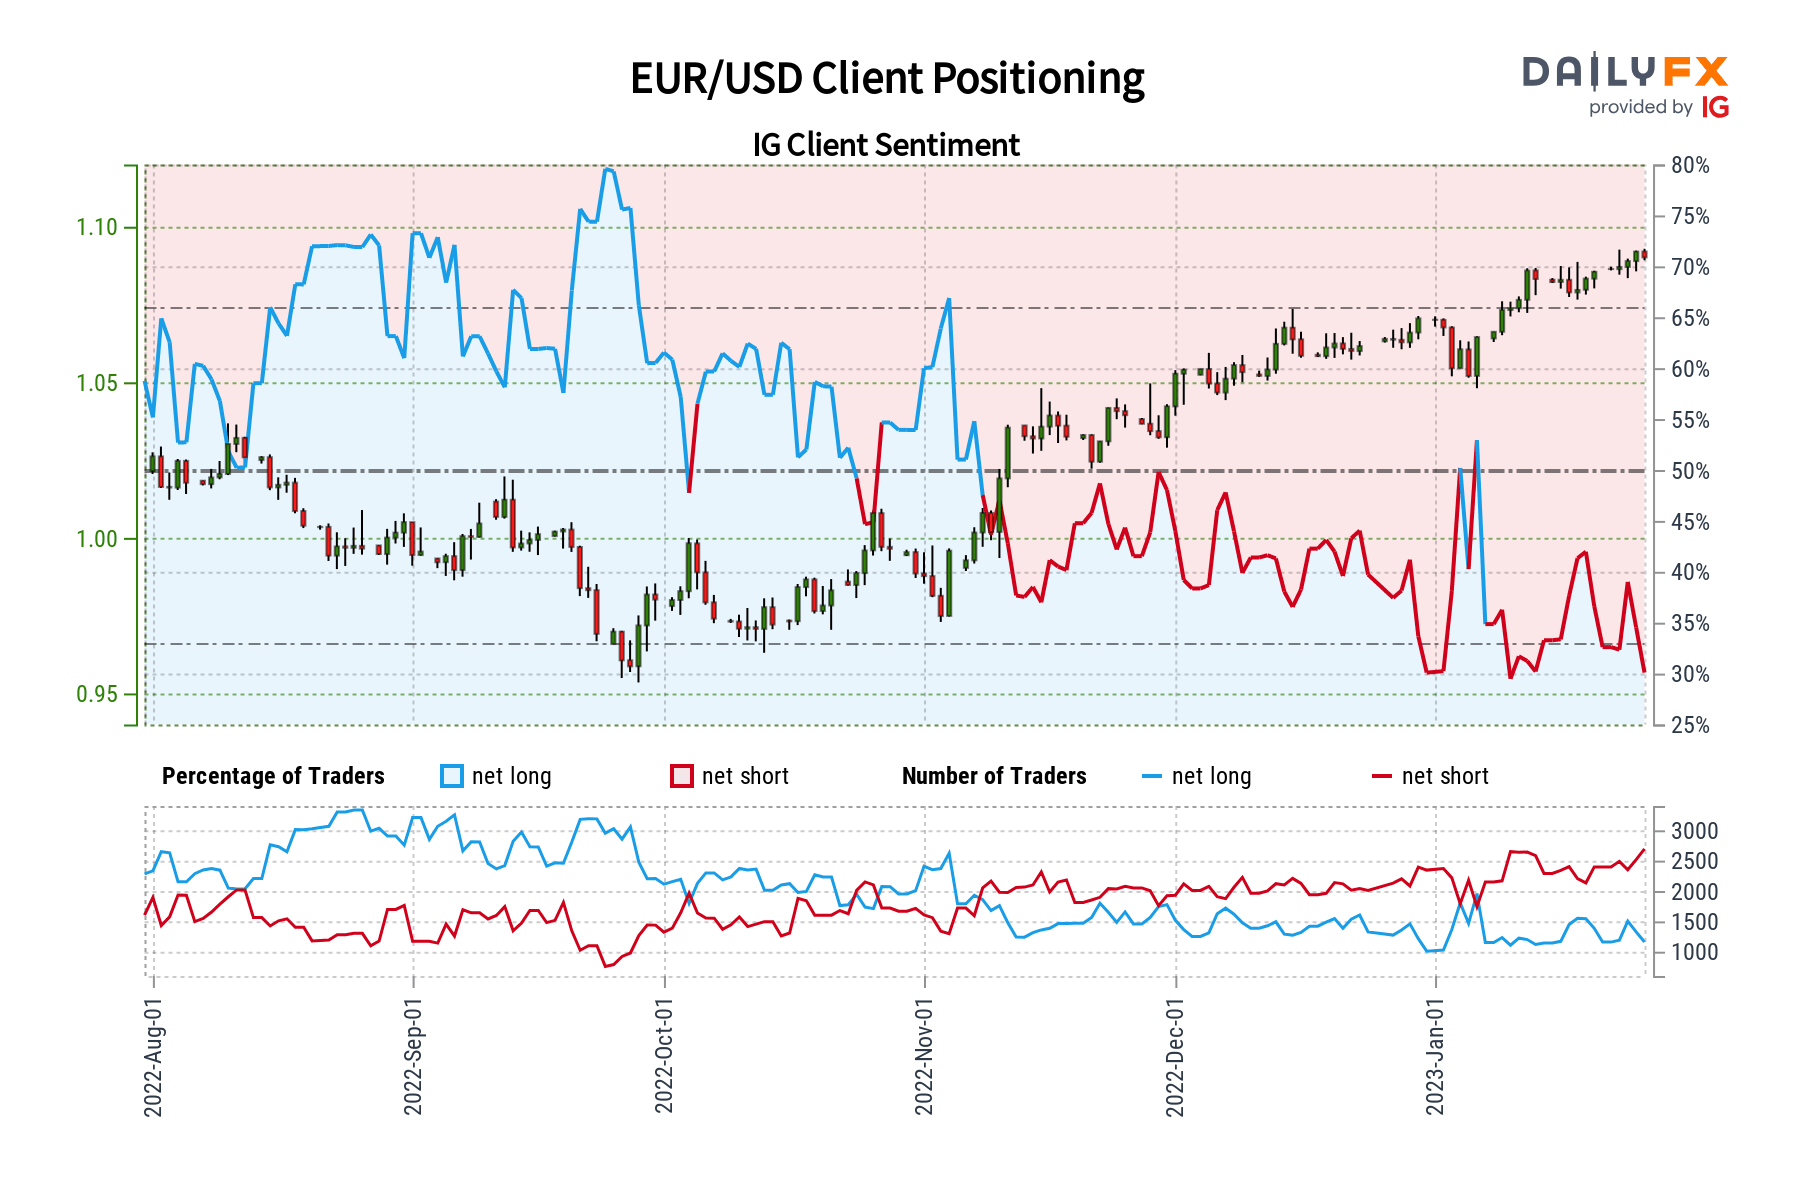 EUR/USD Client Positioning
DAILYFX
provided by IG
IG Client Sentiment
1.10
1.05
1.00
0.95
80%
75%
70%
65%
60%
55%
50%
45%
40%
35%
30%
25%
Percentage of Traders
net long
net short
Number of Traders
net long
net short
3000
2500
2000
1500
1000
2022-Aug-01
2022-Sep-01
2022-Oct-01
2022-Nov-01
2022-Dec-01
2023-Jan-01